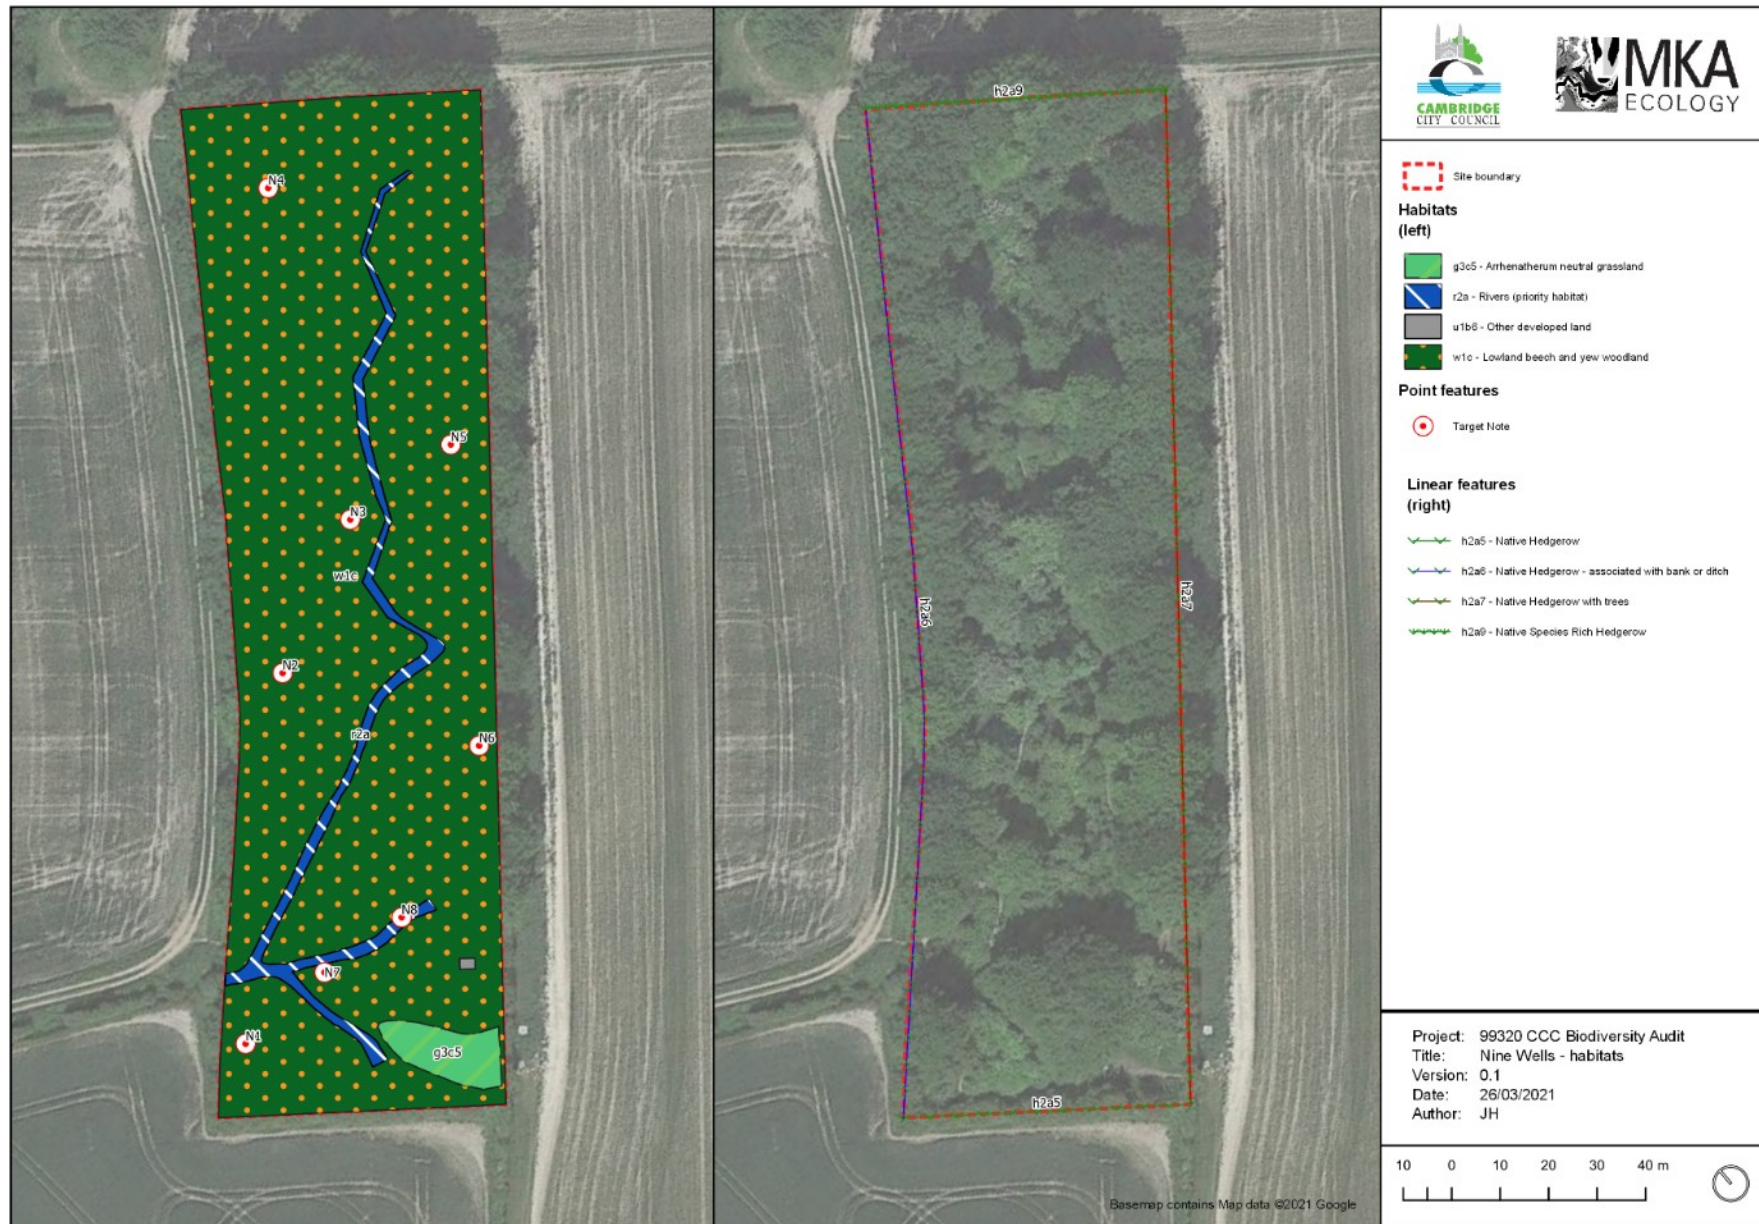 N4
N5
N3
w1c
N2
r2a
N6
N8
N7
N1
g3c5
h2a9
h2a6
h2a7
h2a5
Basemap contains Map data ©2021 Google
CAMBRIDGE
CITY COUNCIL
MKA
ECOLOGY
Site boundary
Habitats
(left)
g3c5 - Arrhenatherum neutral grassland
r2a - Rivers (priority habitat)
u1b6 - Other developed land
w1c - Lowland beech and yew woodland
Point features
Target Note
Linear features
(right)
h2a5 - Native Hedgerow
h2a6 - Native Hedgerow - associated with bank or ditch
h2a7 - Native Hedgerow with trees
h2a9 - Native Species Rich Hedgerow
Project: 99320 CCC Biodiversity Audit
Title: Nine Wells - habitats
Version: 0.1
Date: 26/03/2021
Author: JH
10 0 10 20 30 40 m